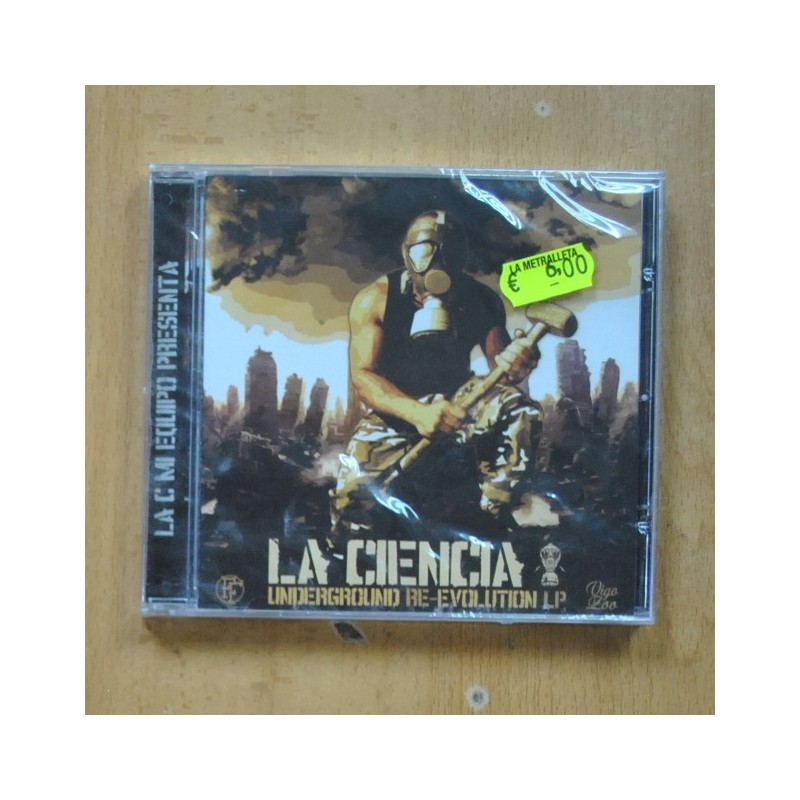 LA C MI EQUIPO PRESENTA
LA METRALLETA
€ 6,00
LA CIENCIA
UNDERGROUND RE-EVOLUTION LP
Vigo
Zoo